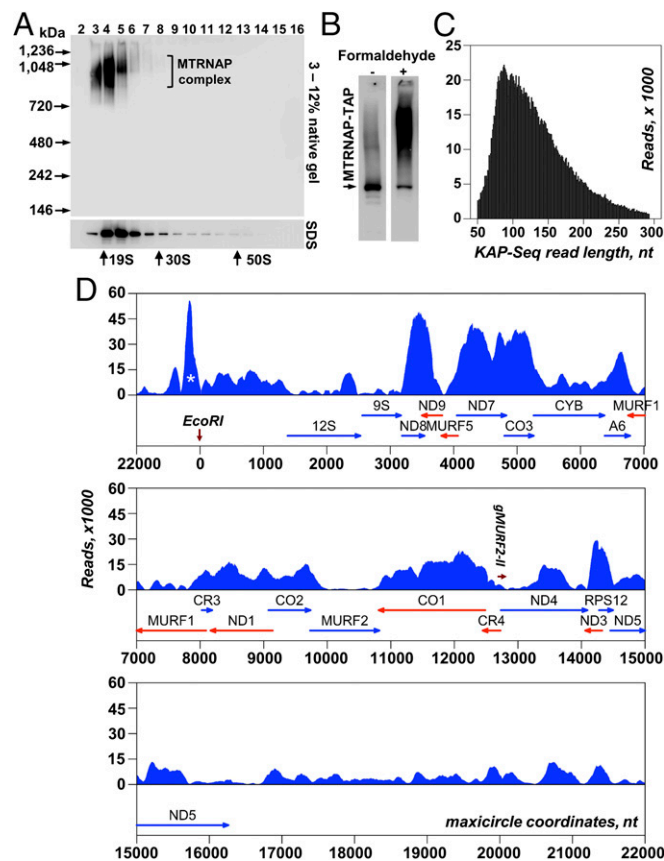 A
kDa 2 3 4 5 6 7 8 9 10 11 12 13 14 15 16
1,236
1,048
720
480
242
146
MTRNAP
complex
3 – 12% native gel
SDS
19S 30S 50S
B
Formaldehyde
- +
MTRNAP-TAP
C
25
20
15
10
5
0
Reads, x 1000
50 100 150 200 250 300
KAP-Seq read length, nt
D
60
45
30
15
0
*
EcoRI
9S ND9 ND7 CYB MURF1
12S ND8 MURF5 CO3 A6
22000 0 1000 2000 3000 4000 5000 6000 7000
Reads, x1000
60
45
30
15
0
gMURF2-II
CR3 CO2 CO1 ND4 RPS12
MURF1 ND1 MURF2 CR4 ND3 ND5
7000 8000 9000 10000 11000 12000 13000 14000 15000
60
45
30
15
0
ND5
maxicircle coordinates, nt
15000 16000 17000 18000 19000 20000 21000 22000